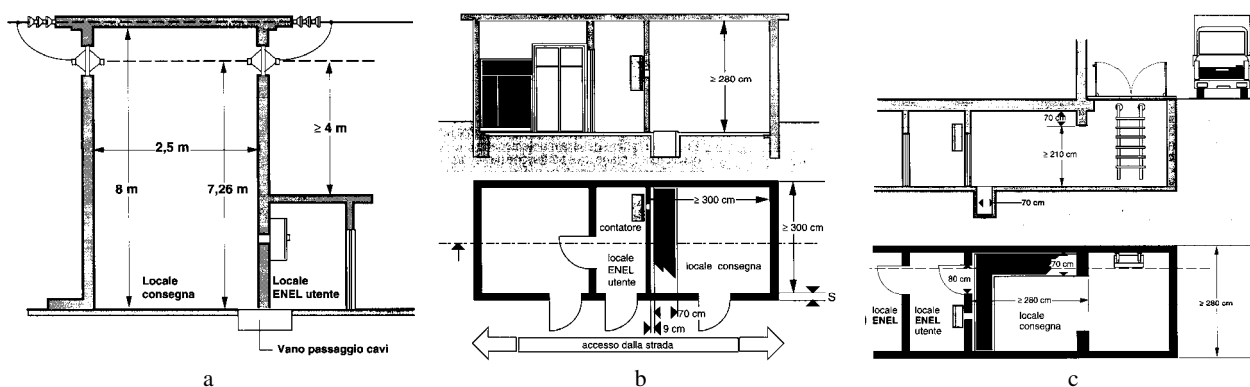 ≥ 4 m
2,5 m
8 m
7,26 m
Locale
consegna
Locale
ENEL utente
Vano passaggio cavi
a
≥ 280 cm
≥ 300 cm
≥ 300 cm
contatore
locale
ENEL
utente
locale consegna
S
70 cm
9 cm
accesso dalla strada
b
70 cm
≥210 cm
70 cm
70 cm
80 cm
≥ 280 cm
≥ 280 cm
locale
ENEL
locale
ENEL
utente
locale
consegna
c